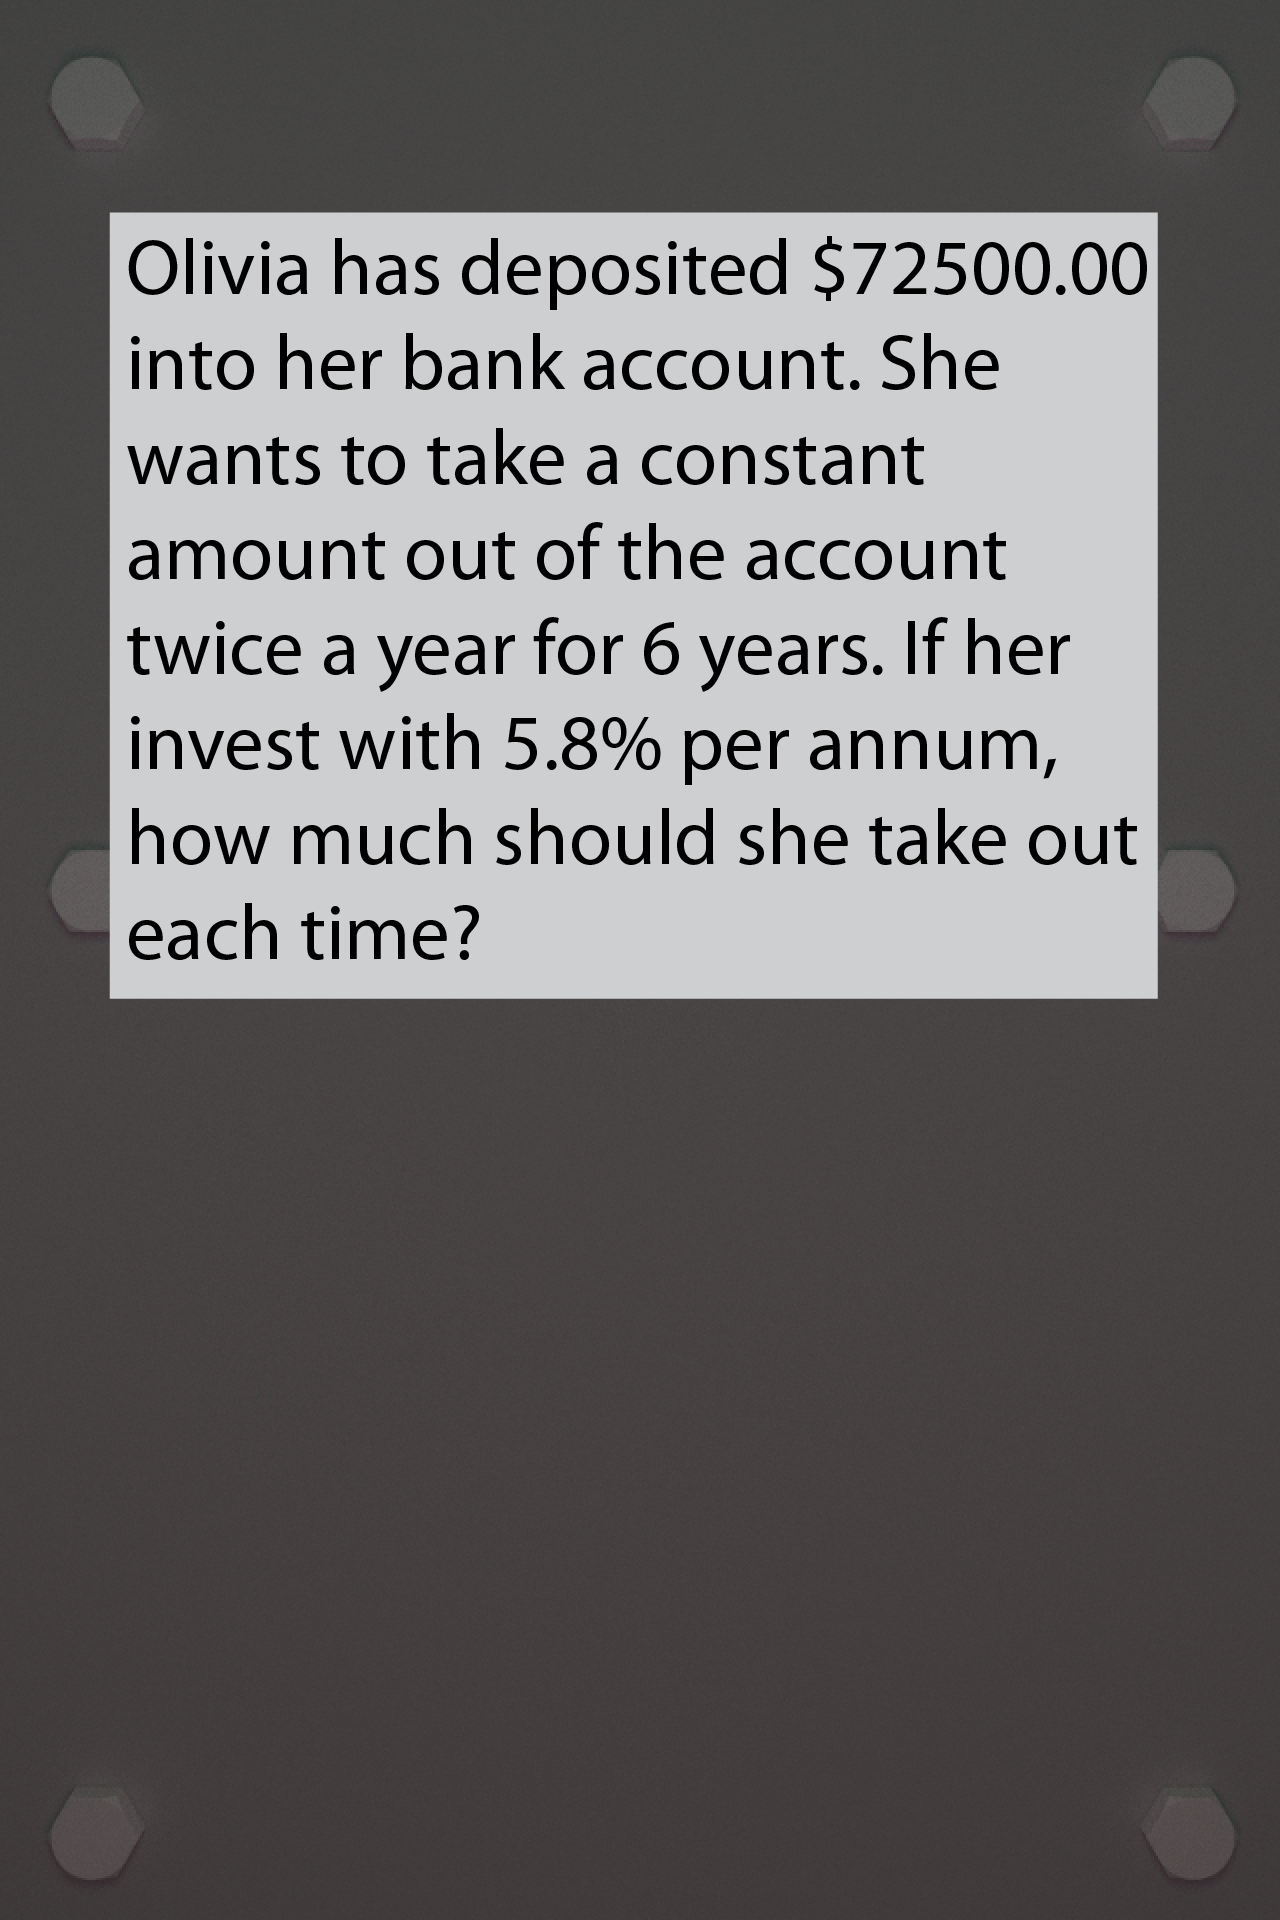 Olivia has deposited $72500.00
into her bank account. She
wants to take a constant
amount out of the account
twice a year for 6 years. If her
invest with 5.8% per annum,
how much should she take out
each time?